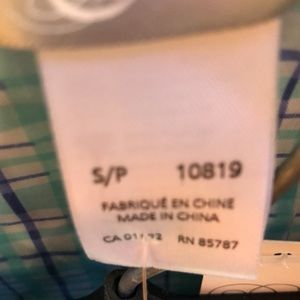 S/P 10819
FABRIQUÉ EN CHINE
MADE IN CHINA
CA RN 85787